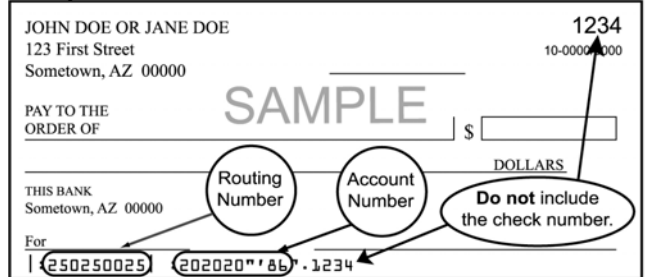 JOHN DOE OR JANE DOE
1234
123 First Street
10-0000/0000
Sometown, AZ 00000
SAMPLE
PAY TO THE
ORDER OF
$
DOLLARS
Routing
Number
Account
Number
Do not include
the check number.
THIS BANK
Sometown, AZ 00000
For
250250025 202020"'86".1234